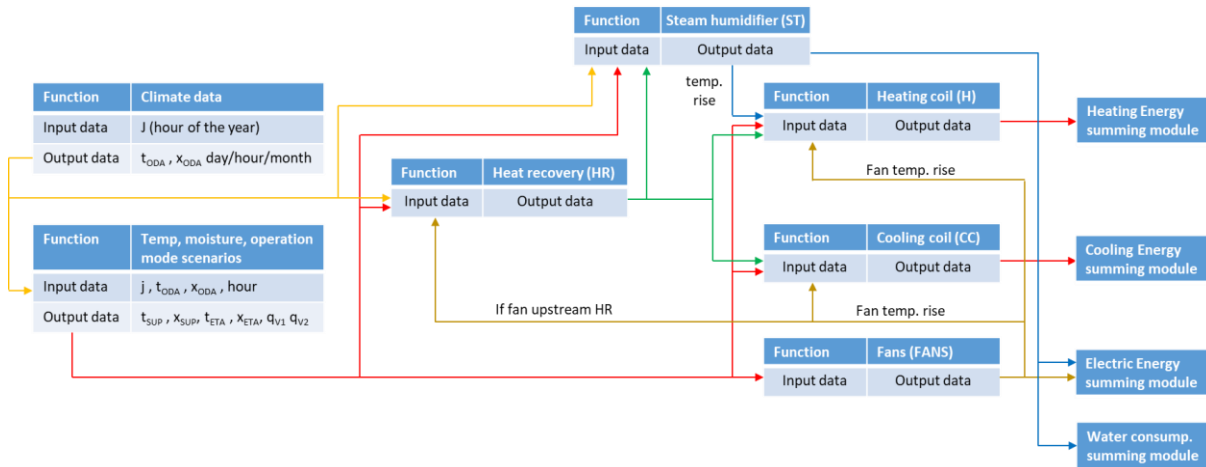 Function Steam humidifier (ST)
Input data Output data
temp.
rise
Function Climate data
Input data J (hour of the year)
Output data tODA , xODA day/hour/month
Function Heating coil (H)
Input data Output data
Heating Energy
summing module
Fan temp. rise
Function Heat recovery (HR)
Input data Output data
Function Temp, moisture, operation
mode scenarios
Input data j , tODA , xODA , hour
Output data tSUP , xSUP, tETA , xETA, qV1 qV2
Function Cooling coil (CC)
Input data Output data
Cooling Energy
summing module
If fan upstream HR
Fan temp. rise
Function Fans (FANS)
Input data Output data
Electric Energy
summing module
Water consump.
summing module